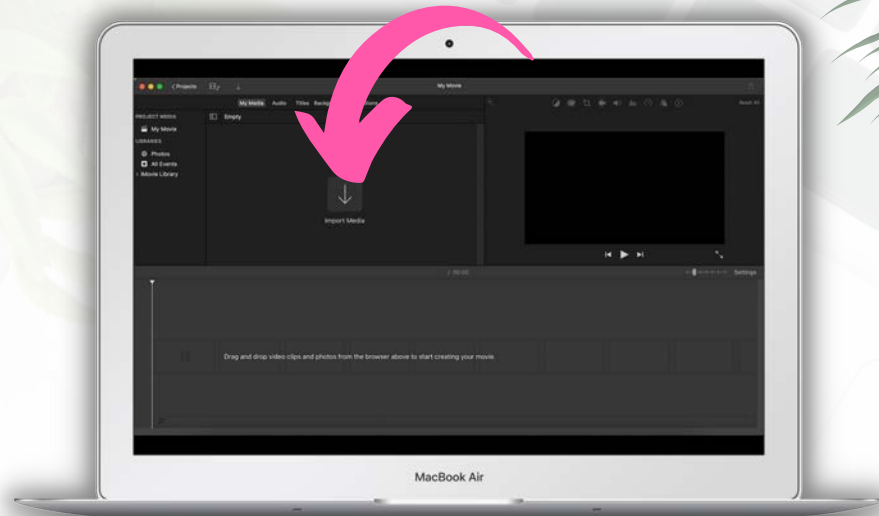 < Projects
My Movie
My Media Audio Titles
Reset All
PROJECT MEDIA
My Movie
LIBRARIES
Photos
All Events
> iMovie Library
Empty
Import Media
/ 00:00
Settings
Drag and drop video clips and photos from the browser above to start creating your movie.
MacBook Air